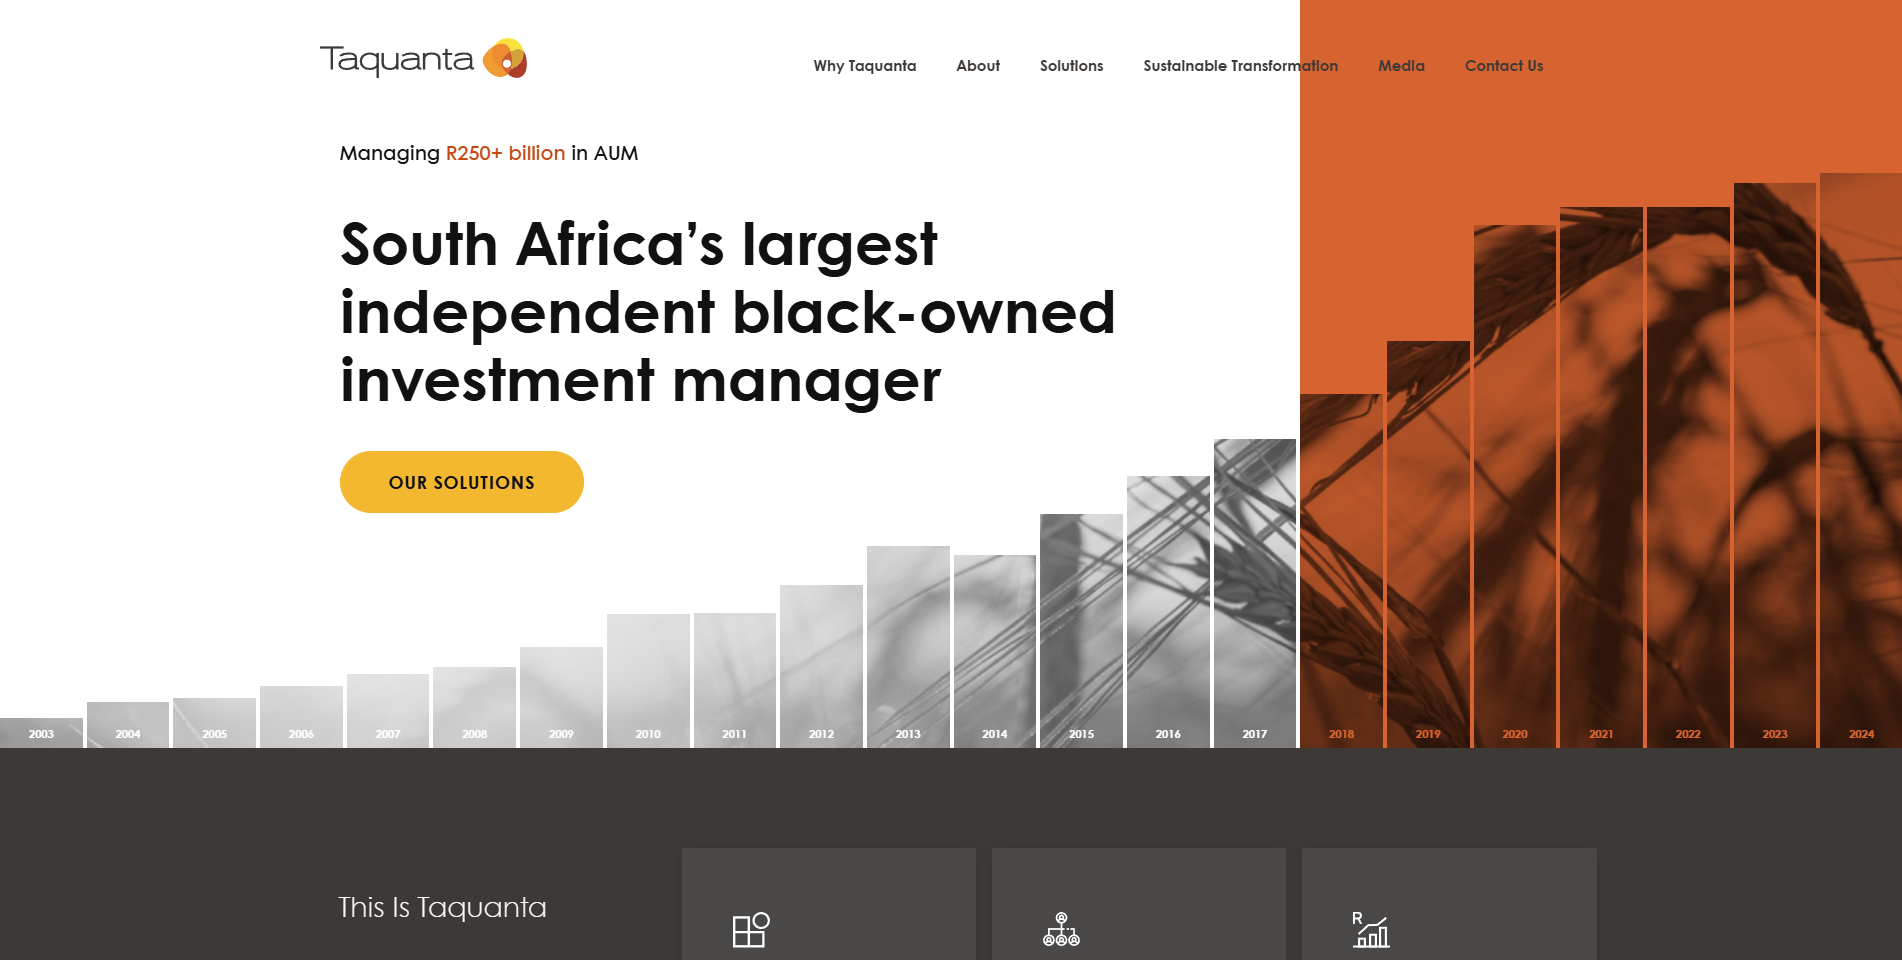 Taquanta
Why Taquanta About Solutions Sustainable Transformation Media Contact Us
Managing R250+ billion in AUM
South Africa’s largest
independent black-owned
investment manager
OUR SOLUTIONS
2003 2004 2005 2006 2007 2008 2009 2010 2011 2012 2013 2014 2015 2016 2017 2018 2019 2020 2021 2022 2023 2024
This Is Taquanta
R